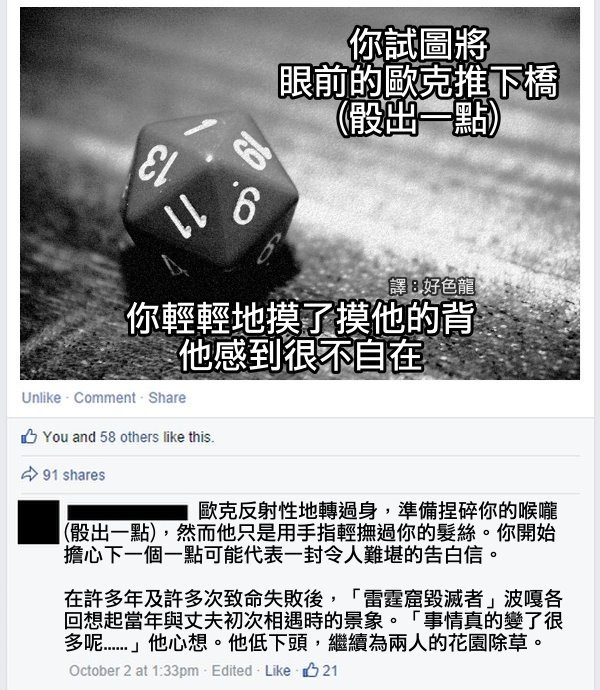 你試圖將
眼前的歐克推下橋
(骰出一點)
1
19
13
11
9.
4
6
譯：好色龍
你輕輕地摸了摸他的背
他感到很不自在
Unlike · Comment · Share
You and 58 others like this.
91 shares
歐克反射性地轉過身，準備捏碎你的喉嚨
(骰出一點)，然而他只是用手指輕撫過你的髮絲。你開始
擔心下一個一點可能代表一封令人難堪的告白信。
在許多年及許多次致命失敗後，「雷霆窟毀滅者」波嘎各
回想起當年與丈夫初次相遇時的景象。「事情真的變了很
多呢......」他心想。他低下頭，繼續為兩人的花園除草。
October 2 at 1:33pm · Edited · Like · 21